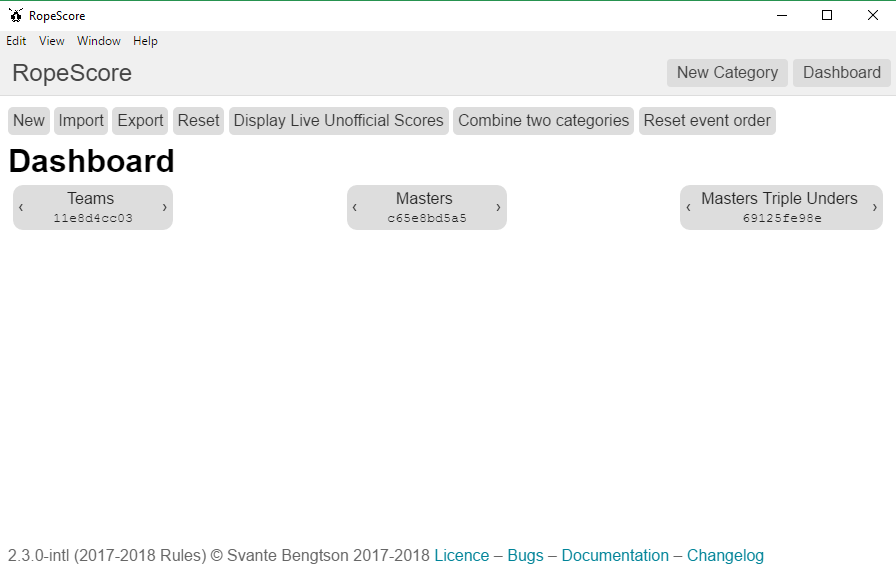 RopeScore
Edit View Window Help
RopeScore New Category Dashboard
New Import Export Reset Display Live Unofficial Scores Combine two categories Reset event order
Dashboard
‹ Teams › ‹ Masters › ‹ Masters Triple Unders ›
11e8d4cc03 c65e8bd5a5 69125fe98e
2.3.0-intl (2017-2018 Rules) © Svante Bengtson 2017-2018 Licence – Bugs – Documentation – Changelog